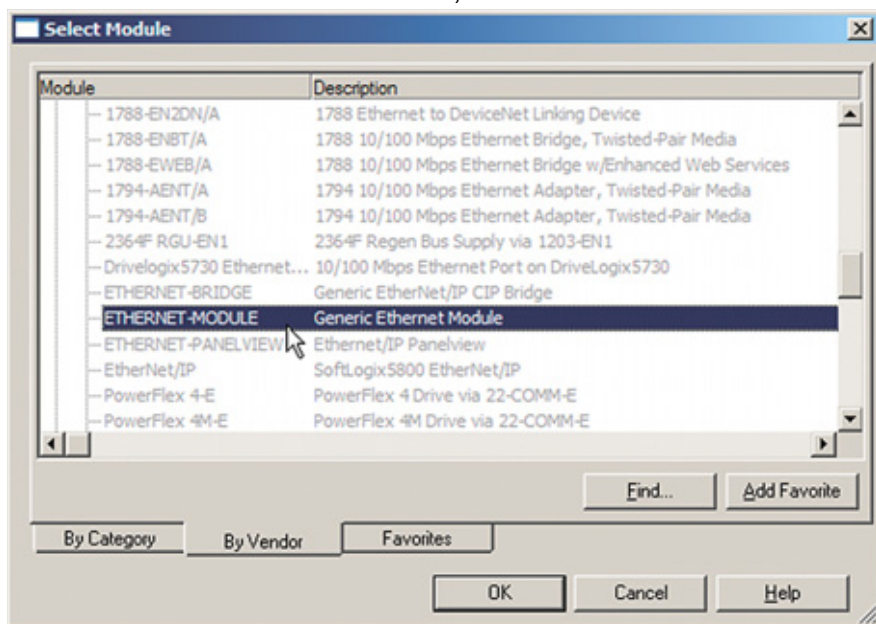 Select Module
Module Description
1788-EN2DN/A 1788 Ethernet to DeviceNet Linking Device
1788-ENBT/A 1788 10/100 Mbps Ethernet Bridge, Twisted-Pair Media
1788-EWEB/A 1788 10/100 Mbps Ethernet Bridge w/Enhanced Web Services
1794-AENT/A 1794 10/100 Mbps Ethernet Adapter, Twisted-Pair Media
1794-AENT/B 1794 10/100 Mbps Ethernet Adapter, Twisted-Pair Media
2364F RGU-EN1 2364F Regen Bus Supply via 1203-EN1
Drivelogix5730 Ethernet... 10/100 Mbps Ethernet Port on DriveLogix5730
ETHERNET-BRIDGE Generic EtherNet/IP CIP Bridge
ETHERNET-MODULE Generic Ethernet Module
ETHERNET-PANELVIEW Ethernet/IP Panelview
EtherNet/IP SoftLogix5800 EtherNet/IP
PowerFlex 4-E PowerFlex 4 Drive via 22-COMM-E
PowerFlex 4M-E PowerFlex 4M Drive via 22-COMM-E
Find... Add Favorite
By Category By Vendor Favorites
OK Cancel Help